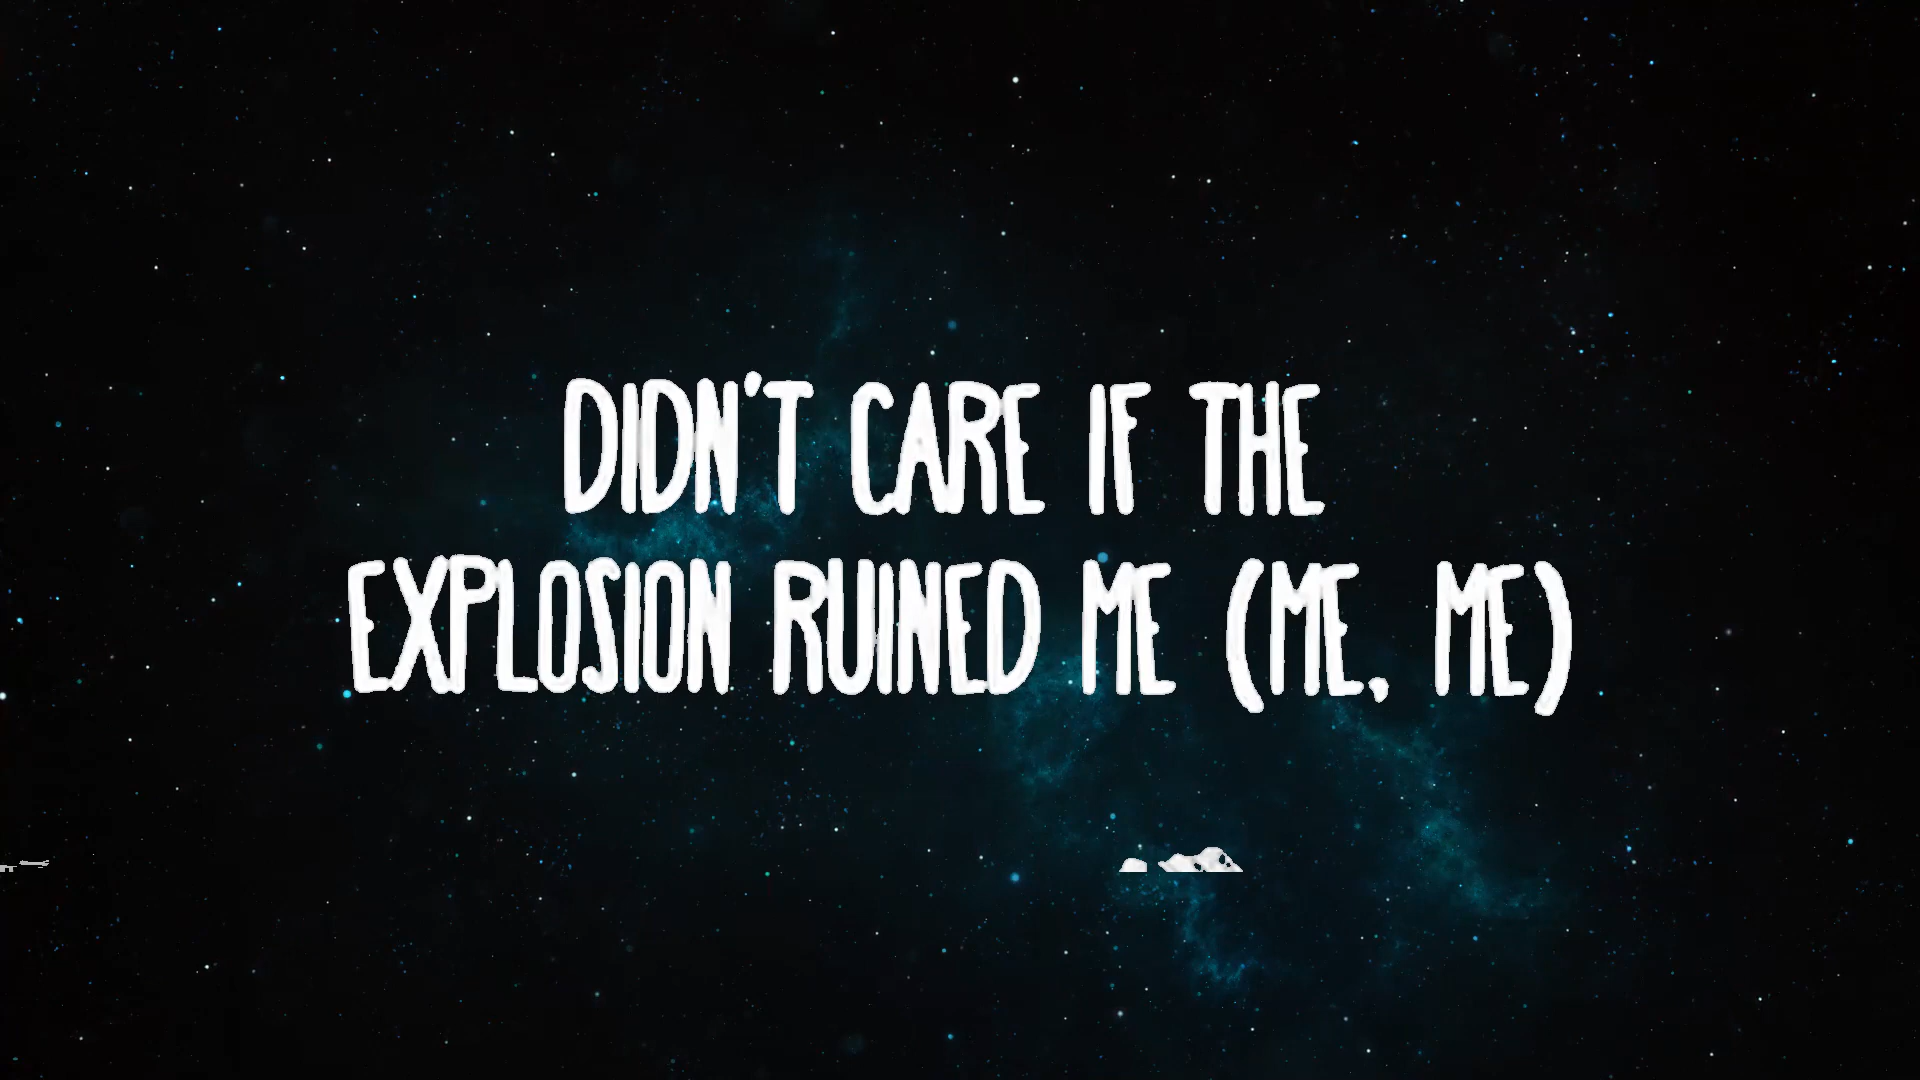 DIDN'T CARE IF THE
EXPLOSION RUINED ME (ME, ME)